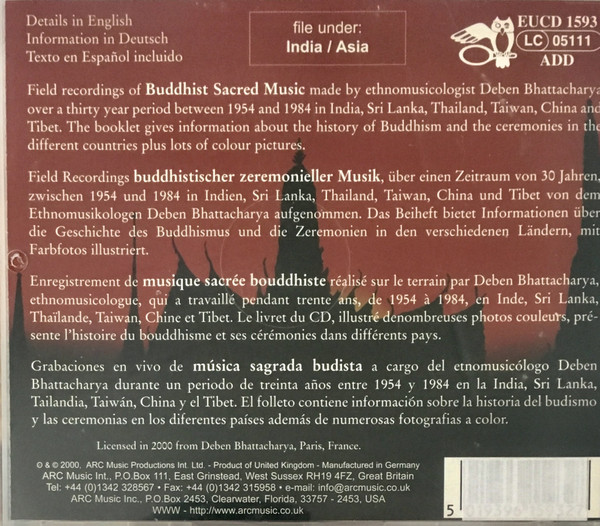 Details in English
Information in Deutsch
Texto en Español incluido
file under:
India / Asia
EUCD 1593
LC 05111
ADD
Field recordings of Buddhist Sacred Music made by ethnomusicologist Deben Bhattacharya
over a thirty year period between 1954 and 1984 in India, Sri Lanka, Thailand, Taiwan, China and
Tibet. The booklet gives information about the history of Buddhism and the ceremonies in the
different countries plus lots of colour pictures.
Field Recordings buddhistischer zeremonieller Musik, über einen Zeitraum von 30 Jahren,
zwischen 1954 und 1984 in Indien, Sri Lanka, Thailand, Taiwan, China und Tibet von dem
Ethnomusikologen Deben Bhattacharya aufgenommen. Das Beiheft bietet Informationen über
die Geschichte des Buddhismus und die Zeremonien in den verschiedenen Ländern, mit
Farbfotos illustriert.
Enregistrement de musique sacrée bouddhiste réalisé sur le terrain par Deben Bhattacharya,
ethnomusicologue, qui a travaillé pendant trente ans, de 1954 à 1984, en Inde, Sri Lanka,
Thaïlande, Taiwan, Chine et Tibet. Le livret du CD, illustré denombreuses photos couleurs, pré-
sente l'histoire du bouddhisme et ses cérémonies dans différents pays.
Grabaciones en vivo de música sagrada budista a cargo del etnomusicólogo Deben
Bhattacharya durante un periodo de treinta años entre 1954 y 1984 en la India, Sri Lanka,
Tailandia, Taiwán, China y el Tibet. El folleto contiene información sobre la historia del budismo
y las ceremonias en los diferentes países además de numerosas fotografias a color.
Licensed in 2000 from Deben Bhattacharya, Paris, France.
℗ & © 2000, ARC Music Productions Int. Ltd. - Product of United Kingdom - Manufactured in Germany
ARC Music Int., P.O.Box 111, East Grinstead, West Sussex RH19 4FZ, Great Britain
Tel: +44 (0)1342 328567 • Fax: +44 (0)1342 315958 • e-mail: info@arcmusic.co.uk
ARC Music Inc., P.O.Box 2453, Clearwater, Florida, 33757 - 2453, USA
WWW - http://www.arcmusic.co.uk
5